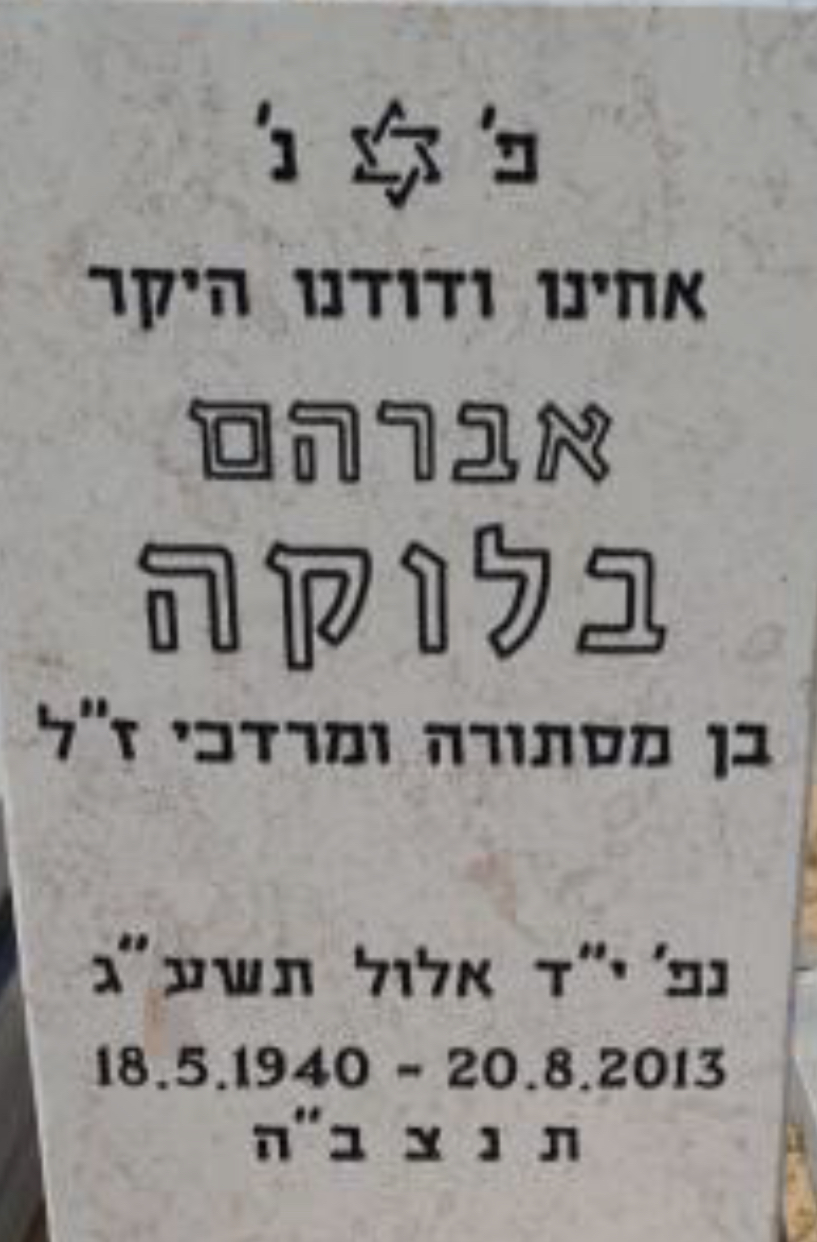 פ' נ'
אחינו ודודנו היקר
אברהם
בלוקה
בן מסתורה ומרדכי ז"ל
נפ' י"ד אלול תשע"ג
18.5.1940 - 20.8.2013
ת נ צ ב"ה